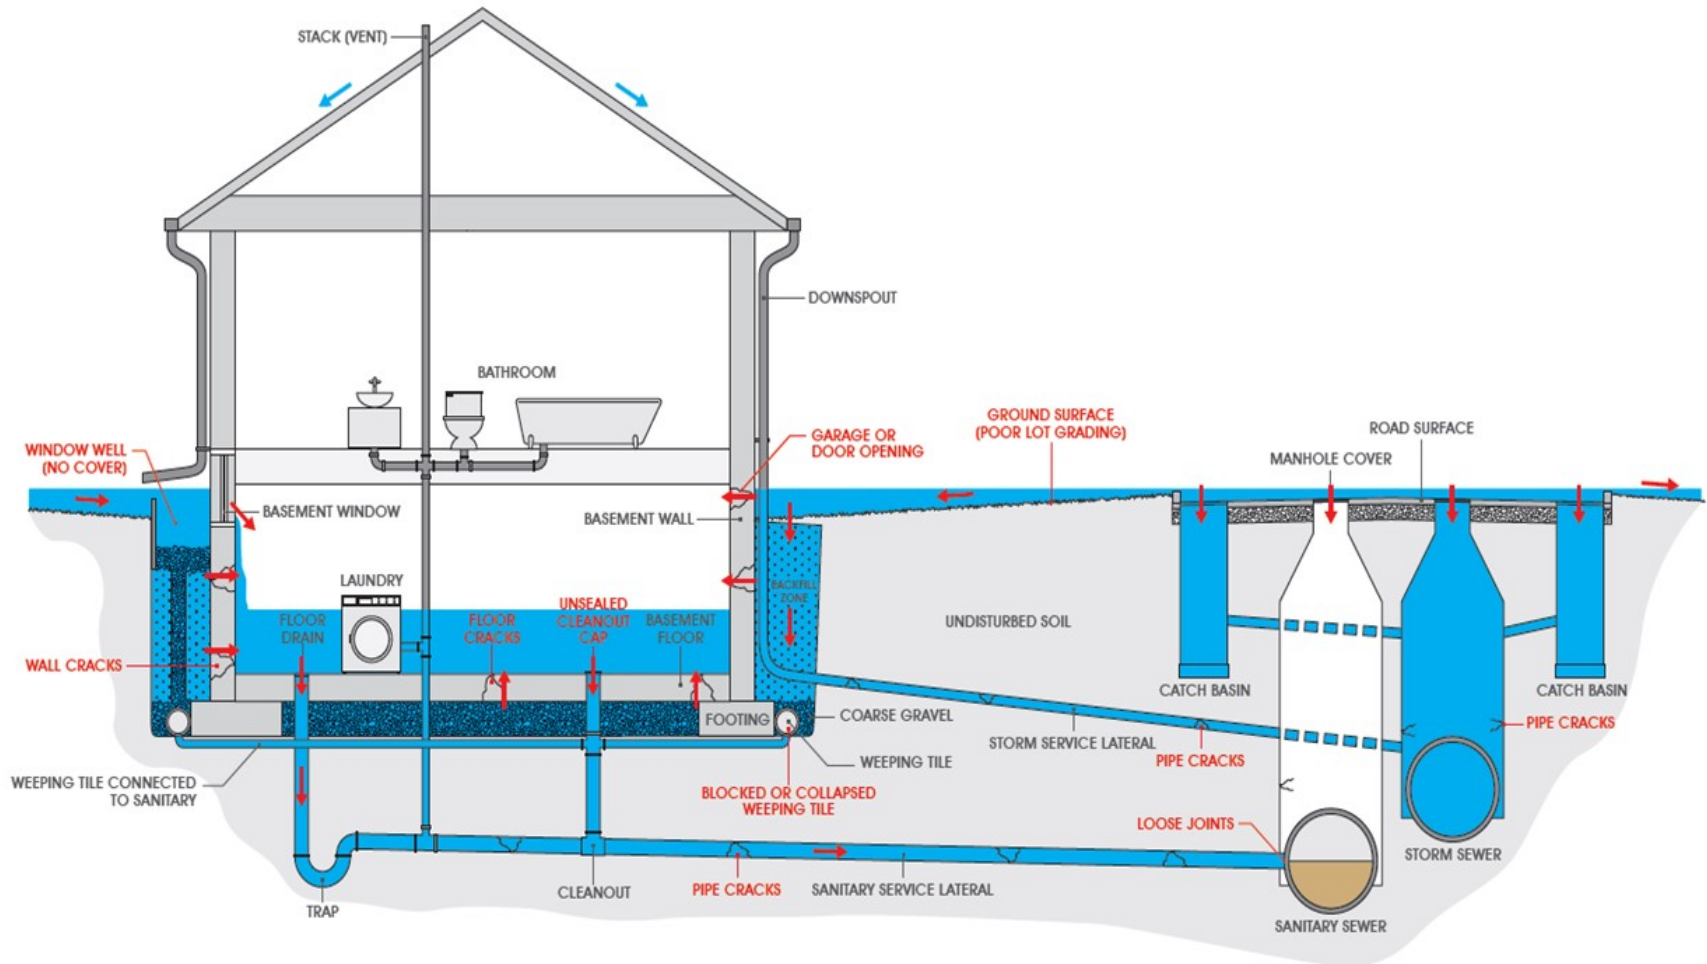 STACK (VENT)
DOWNSPOUT
BATHROOM
WINDOW WELL
(NO COVER)
GARAGE OR
DOOR OPENING
GROUND SURFACE
(POOR LOT GRADING)
ROAD SURFACE
MANHOLE COVER
BASEMENT WINDOW
BASEMENT WALL
LAUNDRY
BACKFILL
ZONE
FLOOR
DRAIN
FLOOR
CRACKS
UNSEALED
CLEANOUT
CAP
BASEMENT
FLOOR
UNDISTURBED SOIL
WALL CRACKS
CATCH BASIN
CATCH BASIN
FOOTING
COARSE GRAVEL
STORM SERVICE LATERAL
PIPE CRACKS
PIPE CRACKS
WEEPING TILE
WEEPING TILE CONNECTED
TO SANITARY
BLOCKED OR COLLAPSED
WEEPING TILE
LOOSE JOINTS
STORM SEWER
TRAP
CLEANOUT
PIPE CRACKS
SANITARY SERVICE LATERAL
SANITARY SEWER